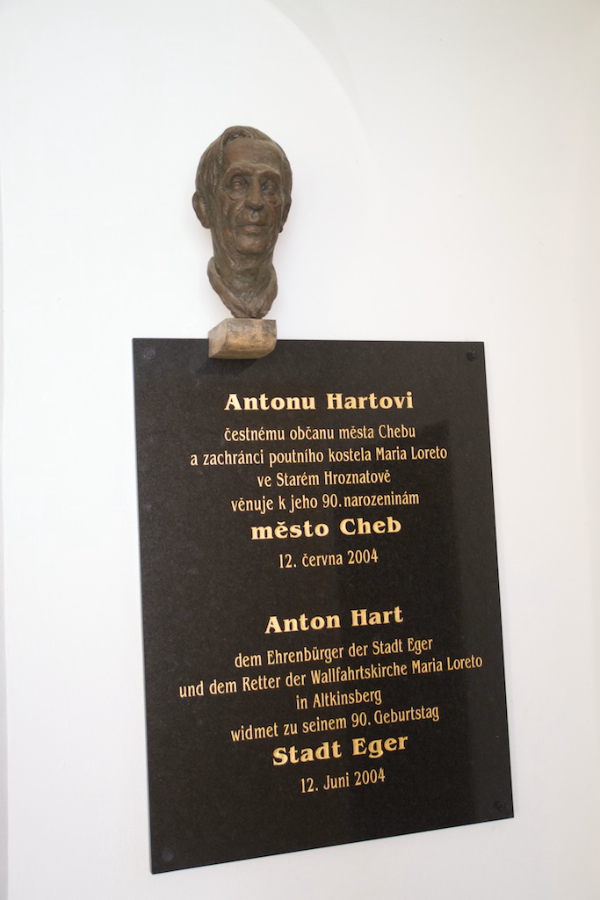 Antonu Hartovi
čestnému občanu města Chebu
a zachránci poutního kostela Maria Loreto
ve Starém Hroznatově
věnuje k jeho 90. narozeninám
město Cheb
12. června 2004
Anton Hart
dem Ehrenbürger der Stadt Eger
und dem Retter der Wallfahrtskirche Maria Loreto
in Altkinsberg
widmet zu seinem 90. Geburtstag
Stadt Eger
12. Juni 2004